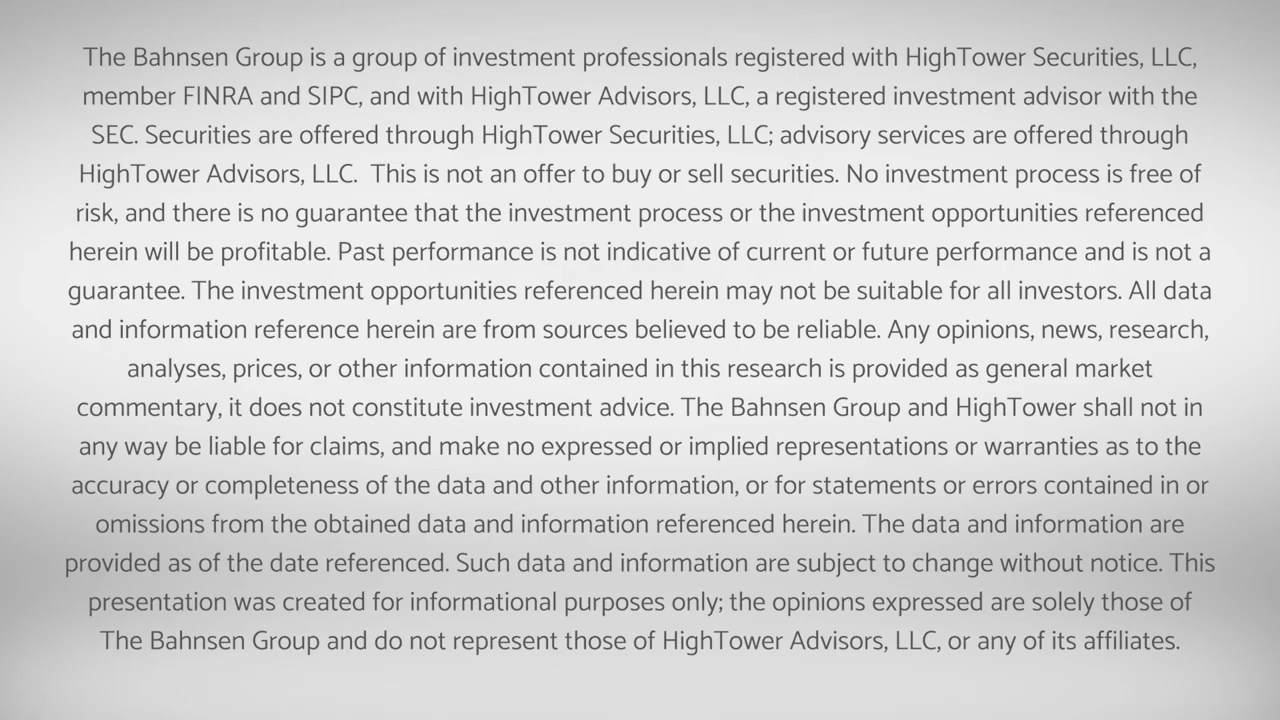 The Bahnsen Group is a group of investment professionals registered with HighTower Securities, LLC,
member FINRA and SIPC, and with HighTower Advisors, LLC, a registered investment advisor with the
SEC. Securities are offered through HighTower Securities, LLC; advisory services are offered through
HighTower Advisors, LLC.  This is not an offer to buy or sell securities. No investment process is free of
risk, and there is no guarantee that the investment process or the investment opportunities referenced
herein will be profitable. Past performance is not indicative of current or future performance and is not a
guarantee. The investment opportunities referenced herein may not be suitable for all investors. All data
and information reference herein are from sources believed to be reliable. Any opinions, news, research,
analyses, prices, or other information contained in this research is provided as general market
commentary, it does not constitute investment advice. The Bahnsen Group and HighTower shall not in
any way be liable for claims, and make no expressed or implied representations or warranties as to the
accuracy or completeness of the data and other information, or for statements or errors contained in or
omissions from the obtained data and information referenced herein. The data and information are
provided as of the date referenced. Such data and information are subject to change without notice. This
presentation was created for informational purposes only; the opinions expressed are solely those of
The Bahnsen Group and do not represent those of HighTower Advisors, LLC, or any of its affiliates.